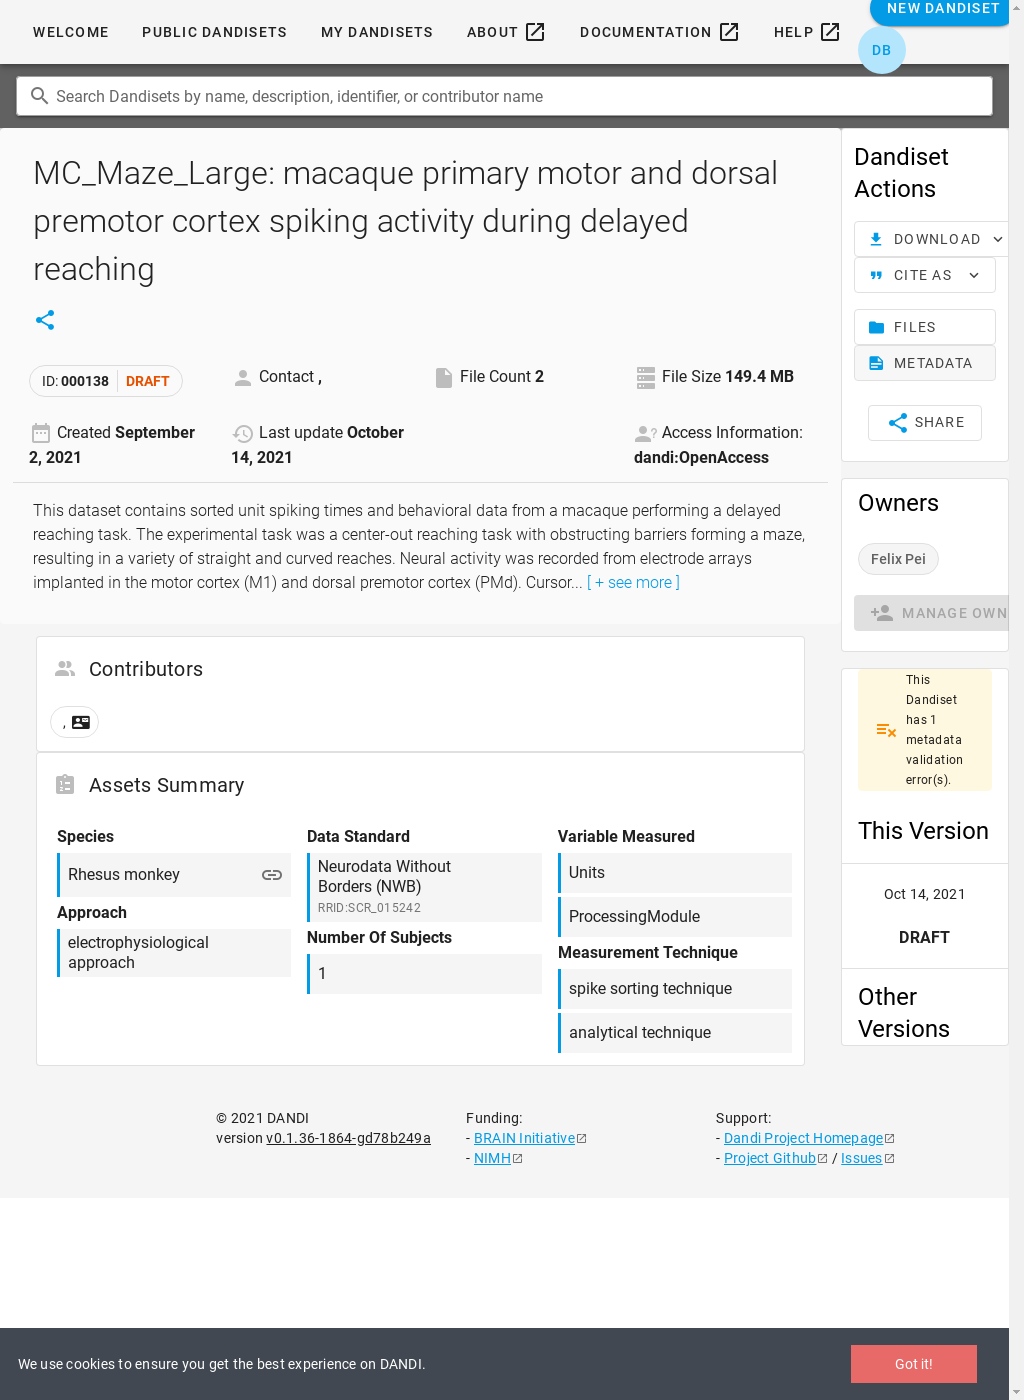 WELCOME
PUBLIC DANDISETS
MY DANDISETS
ABOUT
DOCUMENTATION
HELP
NEW DANDISET
DB
Search Dandisets by name, description, identifier, or contributor name
MC_Maze_Large: macaque primary motor and dorsal
premotor cortex spiking activity during delayed
reaching
ID: 000138 DRAFT
Contact ,
File Count 2
File Size 149.4 MB
Created September
2, 2021
Last update October
14, 2021
Access Information:
dandi:OpenAccess
This dataset contains sorted unit spiking times and behavioral data from a macaque performing a delayed
reaching task. The experimental task was a center-out reaching task with obstructing barriers forming a maze,
resulting in a variety of straight and curved reaches. Neural activity was recorded from electrode arrays
implanted in the motor cortex (M1) and dorsal premotor cortex (PMd). Cursor... [ + see more ]
Contributors
,
Assets Summary
Species
Rhesus monkey
Approach
electrophysiological
approach
Data Standard
Neurodata Without
Borders (NWB)
RRID:SCR_015242
Number Of Subjects
1
Variable Measured
Units
ProcessingModule
Measurement Technique
spike sorting technique
analytical technique
Dandiset
Actions
DOWNLOAD
CITE AS
FILES
METADATA
SHARE
Owners
Felix Pei
MANAGE OWN
This
Dandiset
has 1
metadata
validation
error(s).
This Version
Oct 14, 2021
DRAFT
Other
Versions
© 2021 DANDI
version v0.1.36-1864-gd78b249a
Funding:
- BRAIN Initiative
- NIMH
Support:
- Dandi Project Homepage
- Project Github / Issues
We use cookies to ensure you get the best experience on DANDI.
Got it!